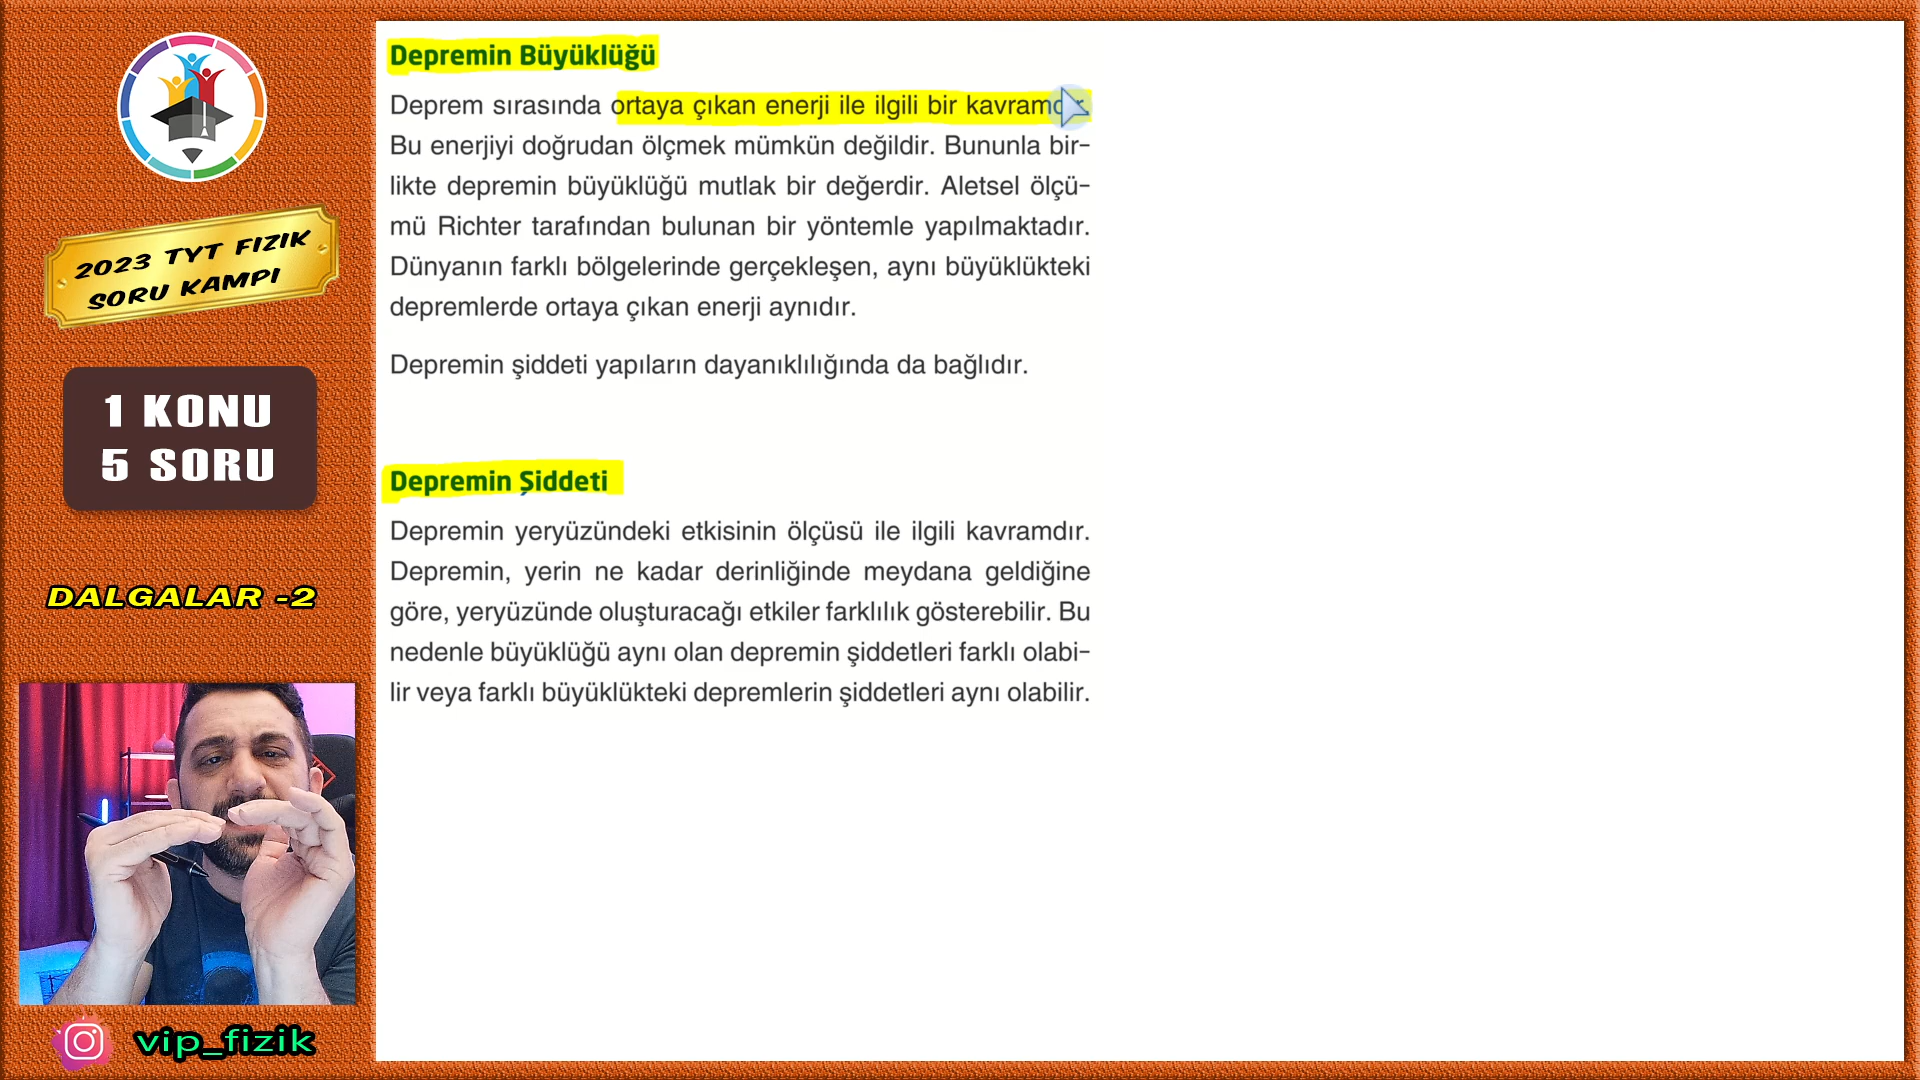 2023 TYT FIZIK
SORU KAMPI
1 KONU
5 SORU
DALGALAR -2
vip_fizik
Depremin Büyüklüğü
Deprem sırasında ortaya çıkan enerji ile ilgili bir kavramdır.
Bu enerjiyi doğrudan ölçmek mümkün değildir. Bununla bir-
likte depremin büyüklüğü mutlak bir değerdir. Aletsel ölçü-
mü Richter tarafından bulunan bir yöntemle yapılmaktadır.
Dünyanın farklı bölgelerinde gerçekleşen, aynı büyüklükteki
depremlerde ortaya çıkan enerji aynıdır.
Depremin şiddeti yapıların dayanıklılığında da bağlıdır.
Depremin Şiddeti
Depremin yeryüzündeki etkisinin ölçüsü ile ilgili kavramdır.
Depremin, yerin ne kadar derinliğinde meydana geldiğine
göre, yeryüzünde oluşturacağı etkiler farklılık gösterebilir. Bu
nedenle büyüklüğü aynı olan depremin şiddetleri farklı olabi-
lir veya farklı büyüklükteki depremlerin şiddetleri aynı olabilir.